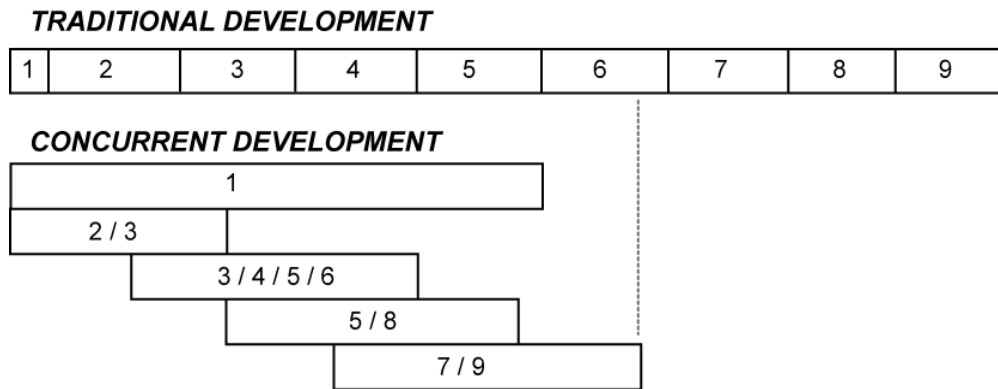 TRADITIONAL DEVELOPMENT
1 2 3 4 5 6 7 8 9
CONCURRENT DEVELOPMENT
1
2 / 3
3 / 4 / 5 / 6
5 / 8
7 / 9